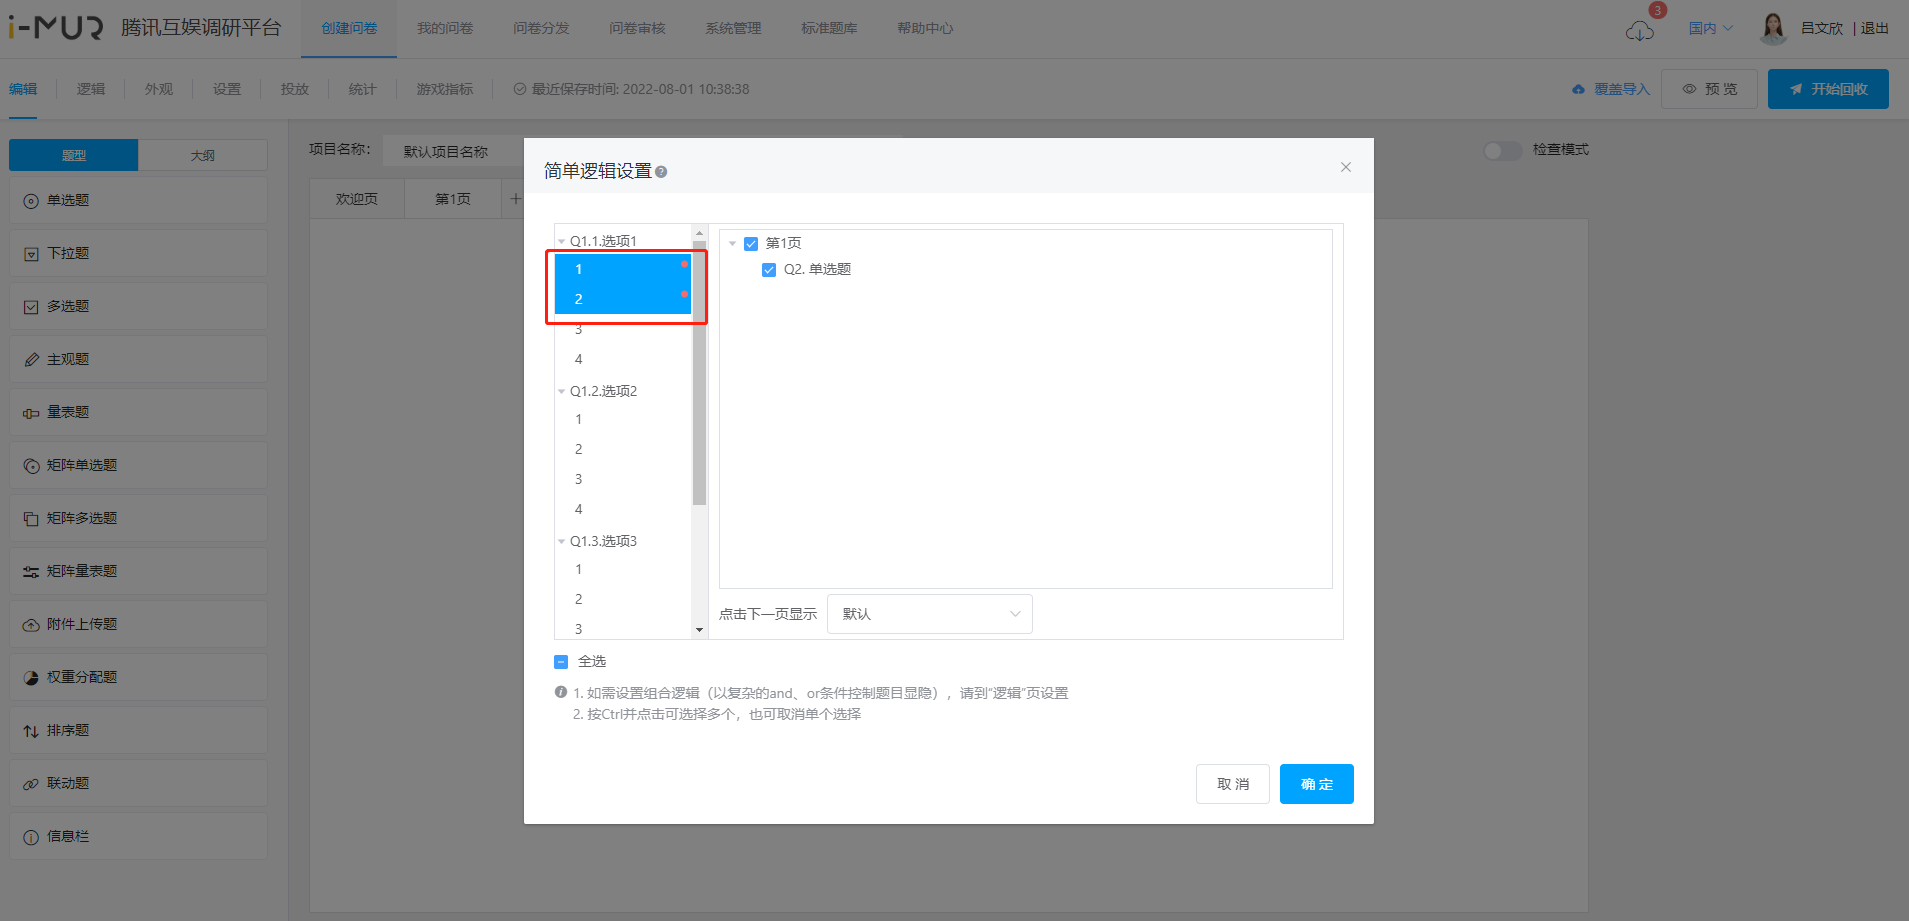 i-MUR 腾讯互娱调研平台 创建问卷 我的问卷 问卷分发 问卷审核 系统管理 标准题库 帮助中心 3 国内 吕文欣 | 退出
编辑 逻辑 外观 设置 投放 统计 游戏指标 最近保存时间: 2022-08-01 10:38:38 覆盖导入 预 览 开始回收
题型 大纲
单选题
下拉题
多选题
主观题
量表题
矩阵单选题
矩阵多选题
矩阵量表题
附件上传题
权重分配题
排序题
联动题
信息栏
项目名称: 默认项目名称 检查模式
欢迎页 第1页 +
简单逻辑设置
Q1.1.选项1
1
2
3
4
Q1.2.选项2
1
2
3
4
Q1.3.选项3
1
2
3
第1页
Q2. 单选题
点击下一页显示 默认
全选
1. 如需设置组合逻辑（以复杂的and、or条件控制题目显隐），请到“逻辑”页设置
2. 按Ctrl并点击可选择多个，也可取消单个选择
取 消 确 定